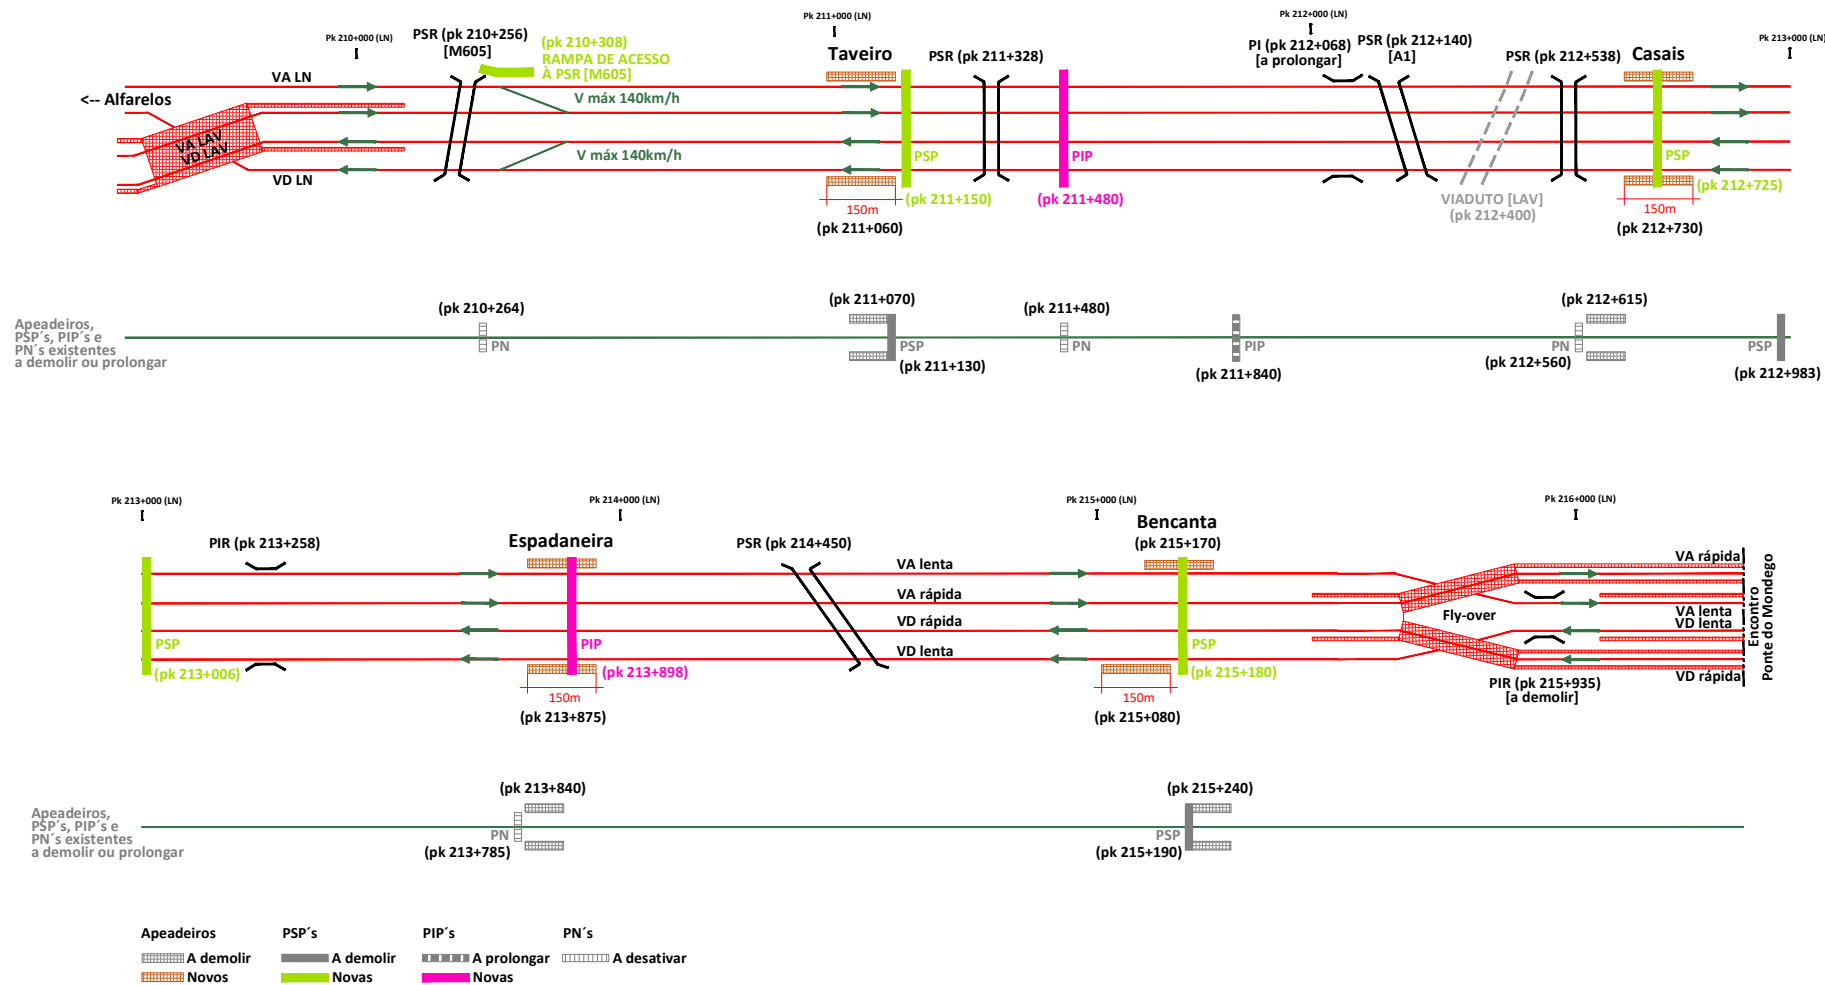 Pk 210+000 (LN)
Pk 211+000 (LN)
Pk 212+000 (LN)
Pk 213+000 (LN)
PSR (pk 210+256)
[M605]
(pk 210+308)
RAMPA DE ACESSO
À PSR [M605]
Taveiro
PSR (pk 211+328)
PI (pk 212+068)
[a prolongar]
PSR (pk 212+140)
[A1]
PSR (pk 212+538)
Casais
<-- Alfarelos
VA LN
V máx 140km/h
VA LAV
VD LAV
V máx 140km/h
VD LN
PSP
PIP
PSP
(pk 211+150)
(pk 211+480)
VIADUTO [LAV]
(pk 212+400)
(pk 212+725)
150m
150m
(pk 211+060)
(pk 212+730)
Apeadeiros,
PSP´s, PIP´s e
PN´s existentes
a demolir ou prolongar
(pk 210+264)
PN
(pk 211+070)
PSP
(pk 211+130)
(pk 211+480)
PN
PIP
(pk 211+840)
(pk 212+615)
PN
(pk 212+560)
PSP
(pk 212+983)
Pk 213+000 (LN)
Pk 214+000 (LN)
Pk 215+000 (LN)
Pk 216+000 (LN)
PIR (pk 213+258)
Espadaneira
PSR (pk 214+450)
Bencanta
(pk 215+170)
VA lenta
VA rápida
VD rápida
VD lenta
VA rápida
VA lenta
VD lenta
VD rápida
Fly-over
Encontro
Ponte do Mondego
PSP
(pk 213+006)
PIP
(pk 213+898)
PSP
(pk 215+180)
PIR (pk 215+935)
[a demolir]
150m
(pk 213+875)
150m
(pk 215+080)
Apeadeiros,
PSP´s, PIP´s e
PN´s existentes
a demolir ou prolongar
(pk 213+840)
PN
(pk 213+785)
(pk 215+240)
PSP
(pk 215+190)
Apeadeiros PSP´s PIP´s PN´s
A demolir A demolir A prolongar A desativar
Novos Novas Novas